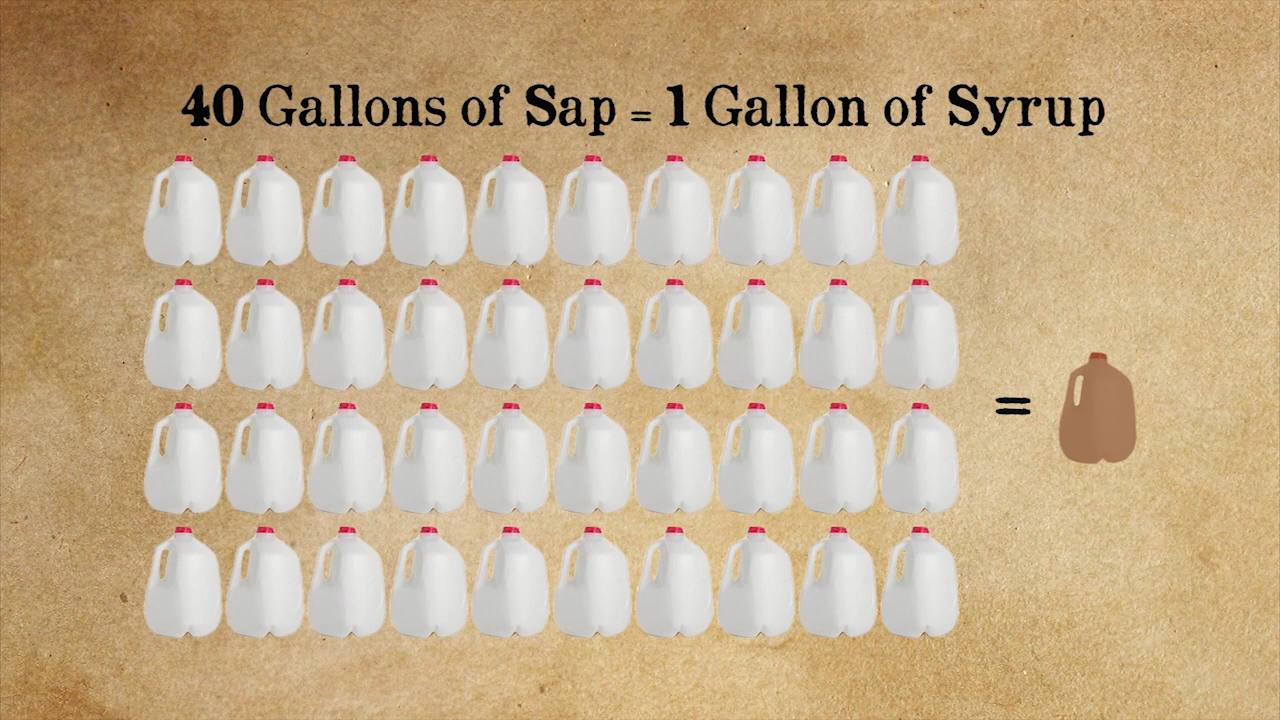 40 Gallons of Sap = 1 Gallon of Syrup
=